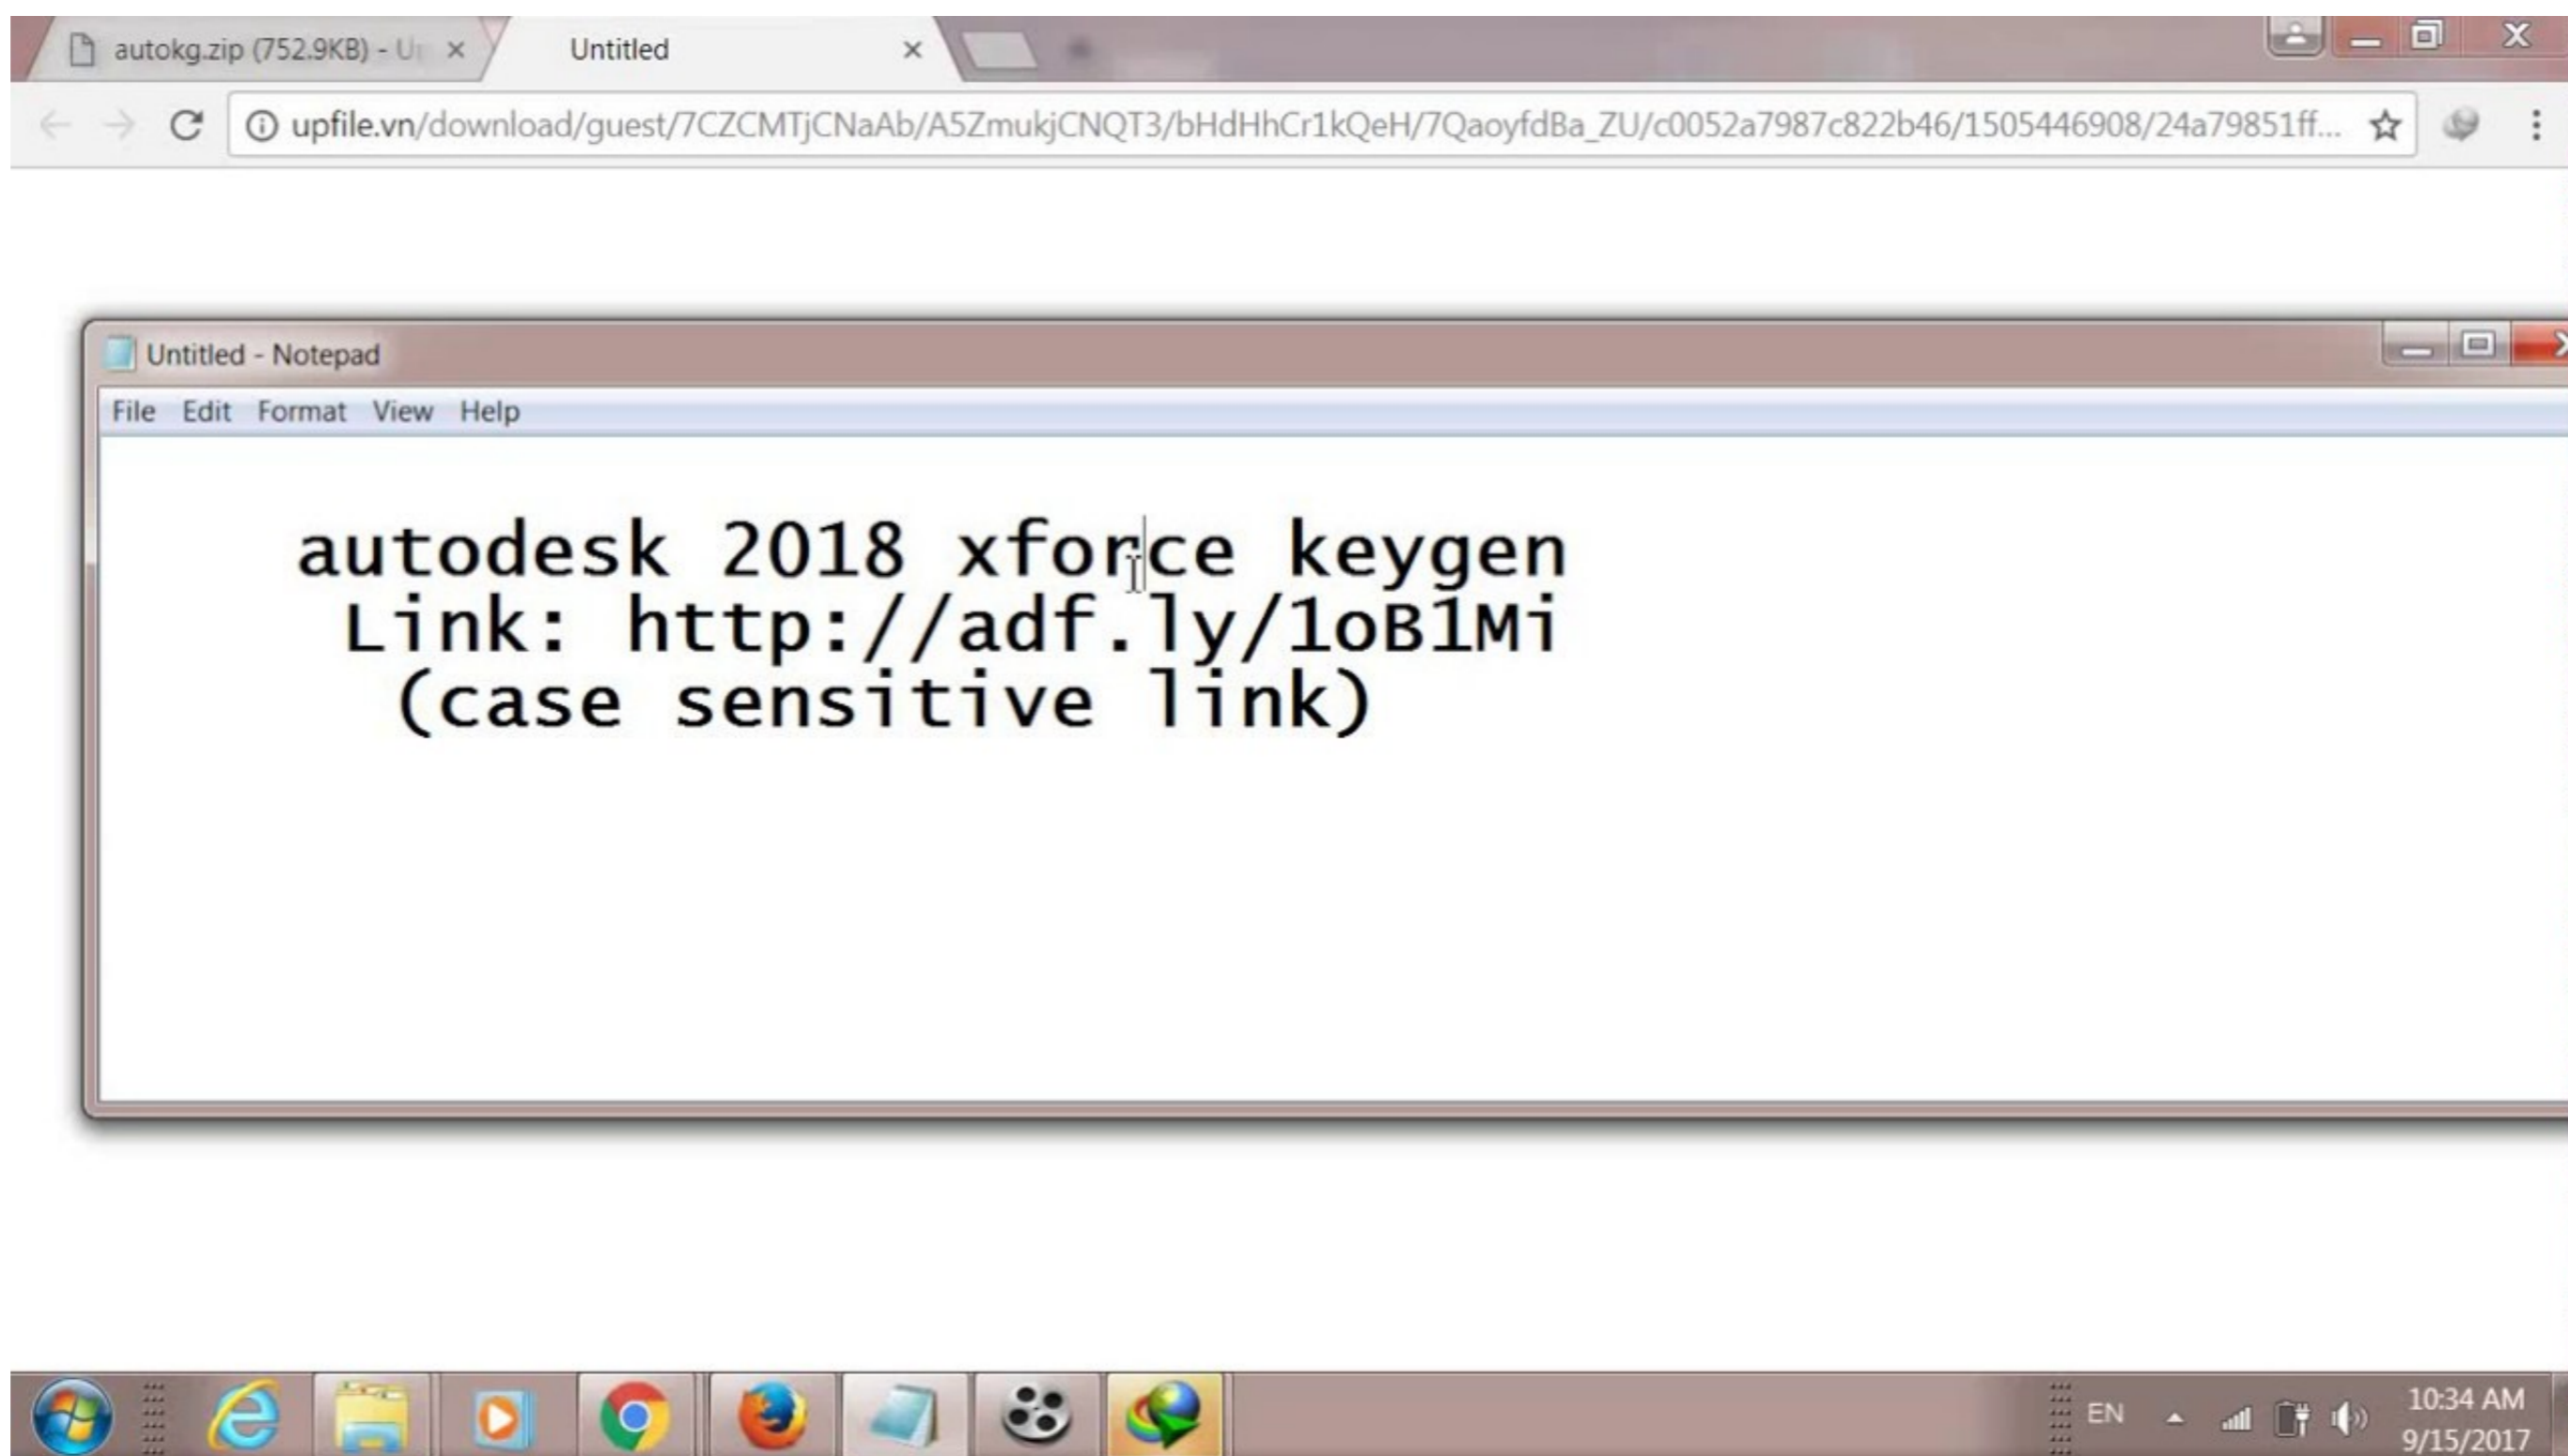 autokg.zip (752.9KB) - U
Untitled
upfile.vn/download/guest/7CZCMTjCNaAb/A5ZmukjCNQT3/bHdHhCr1kQeH/7QaoyfdBa_ZU/c0052a7987c822b46/1505446908/24a79851ff...
Untitled - Notepad
File Edit Format View Help
autodesk 2018 xforce keygen
Link: http://adf.ly/1oB1Mi
(case sensitive link)
EN
10:34 AM
9/15/2017